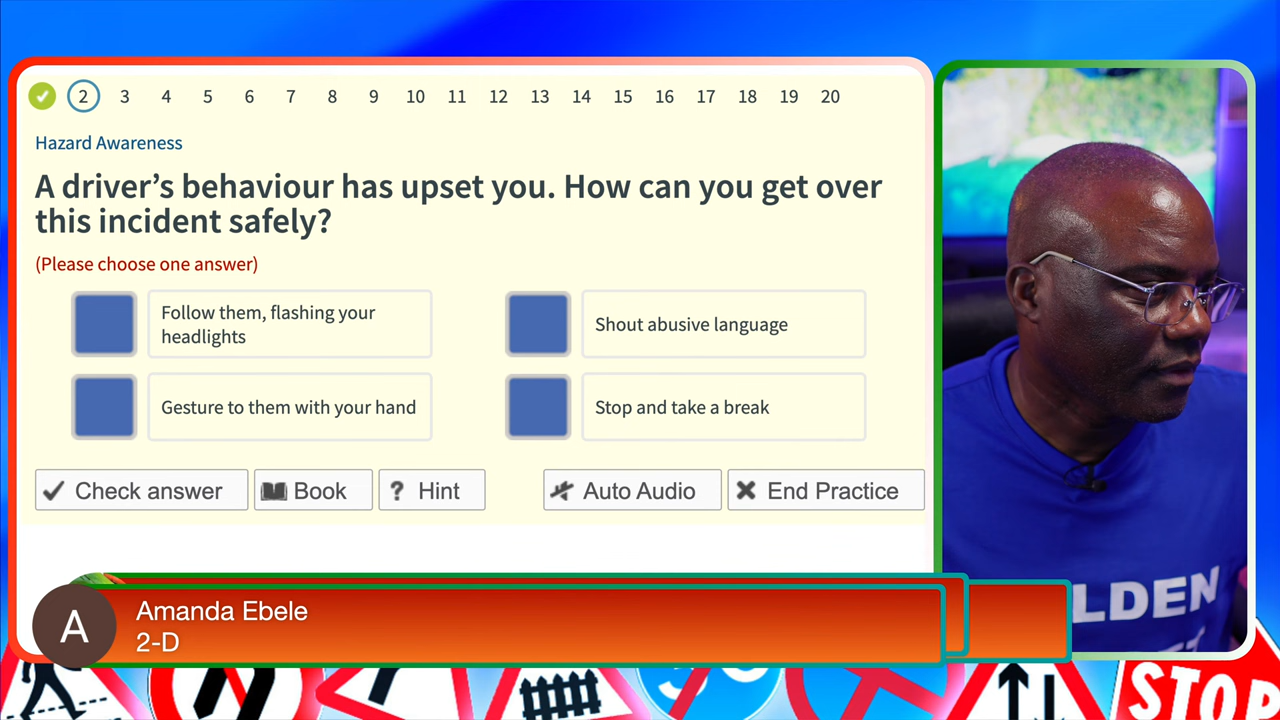 2 3 4 5 6 7 8 9 10 11 12 13 14 15 16 17 18 19 20
Hazard Awareness
A driver’s behaviour has upset you. How can you get over
this incident safely?
(Please choose one answer)
Follow them, flashing your
headlights
Shout abusive language
Gesture to them with your hand
Stop and take a break
Check answer
Book
? Hint
Auto Audio
End Practice
A
Amanda Ebele
2-D
LDEN
STOP